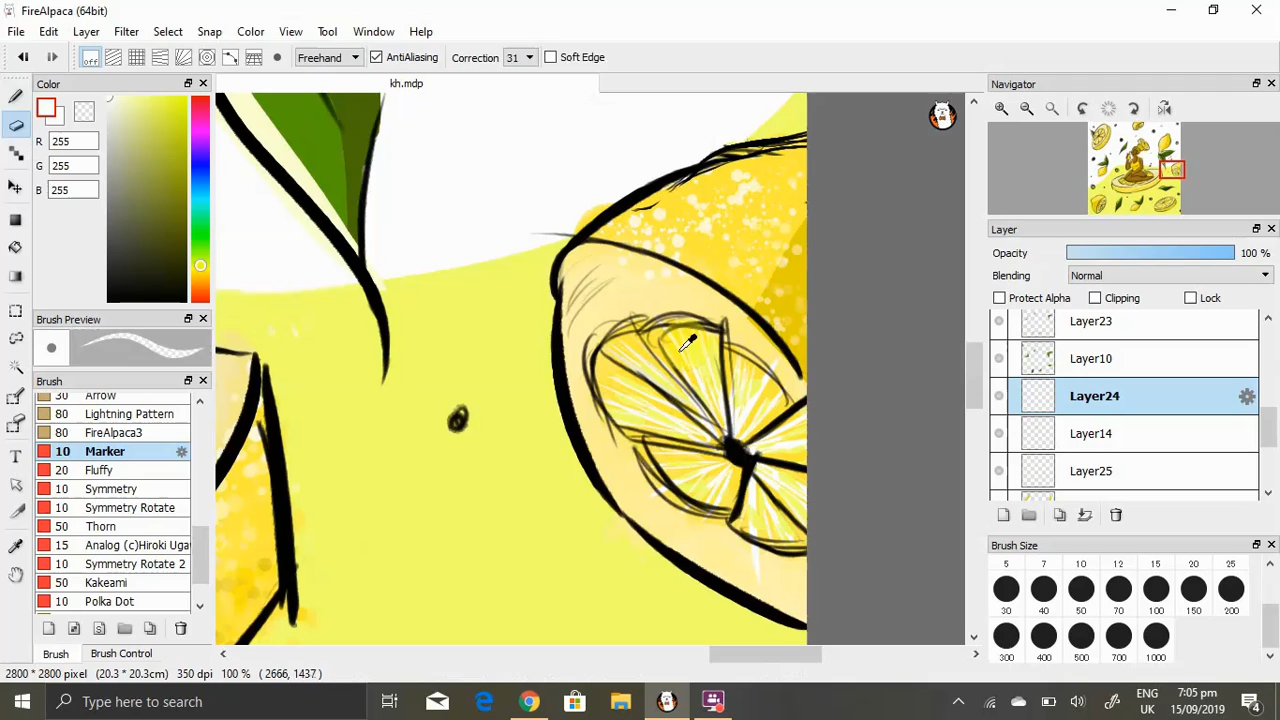 FireAlpaca (64bit)
File Edit Layer Filter Select Snap Color View Tool Window Help
off Freehand AntiAliasing Correction 31 Soft Edge
Color
kh.mdp
Navigator
R 255
G 255
B 255
Layer
Opacity 100 %
Blending Normal
Protect Alpha Clipping Lock
Brush Preview
Layer23
Layer10
Layer24
Layer14
Layer25
Brush
30 Arrow
80 Lightning Pattern
80 FireAlpaca3
10 Marker
20 Fluffy
10 Symmetry
10 Symmetry Rotate
50 Thorn
15 Analog (c)Hiroki Uga
10 Symmetry Rotate 2
50 Kakeami
10 Polka Dot
Brush Size
5 7 10 12 15 20 25
30 40 50 70 100 150 200
300 400 500 700 1000
Brush Brush Control
2800 * 2800 pixel (20.3 * 20.3cm) 350 dpi 100 % ( 2666, 1437 )
Type here to search
ENG
UK
7:05 pm
15/09/2019
4